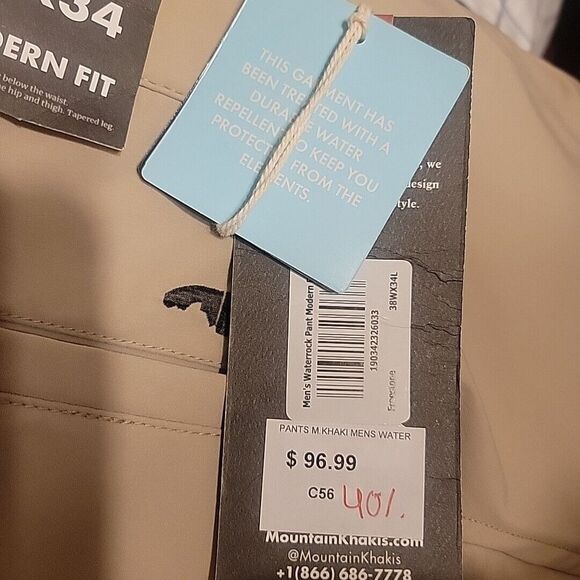 X34
DERN FIT
below the waist.
e hip and thigh. Tapered leg.
THIS GARMENT HAS
BEEN TREATED WITH A
DURABLE WATER
REPELLENT TO KEEP YOU
PROTECTED FROM THE
ELEMENTS.
, we
design
tyle.
Men's Waterrock Pant Modern
190342326033
38WX34L
Freestone
PANTS M.KHAKI MENS WATER
$ 96.99
C56
40%
MountainKhakis.com
@MountainKhakis
+1(866) 686-7778